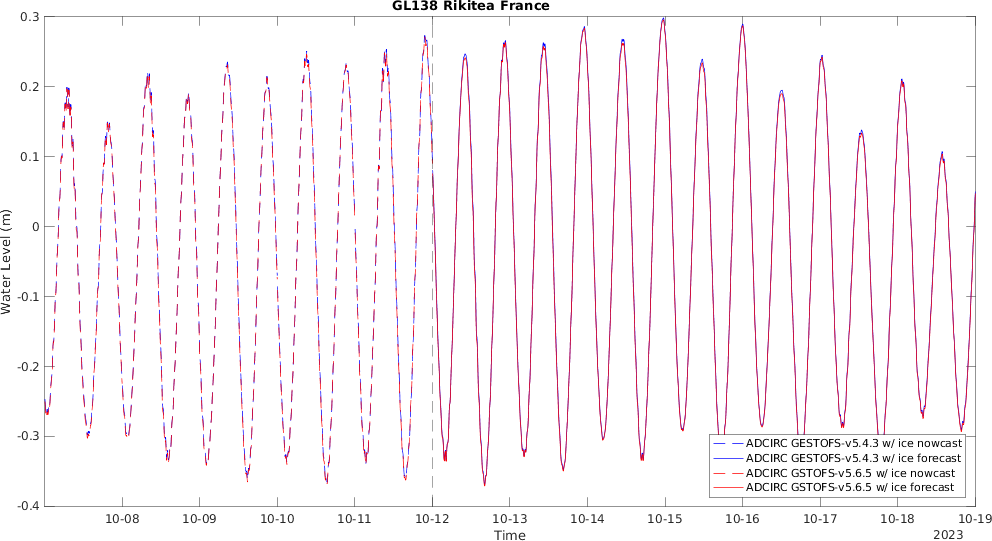 GL138 Rikitea France
0.3
0.2
0.1
0
-0.1
-0.2
-0.3
-0.4
Water Level (m)
ADCIRC GESTOFS-v5.4.3 w/ ice nowcast
ADCIRC GESTOFS-v5.4.3 w/ ice forecast
ADCIRC GSTOFS-v5.6.5 w/ ice nowcast
ADCIRC GSTOFS-v5.6.5 w/ ice forecast
10-08 10-09 10-10 10-11 10-12 10-13 10-14 10-15 10-16 10-17 10-18 10-19
Time
2023